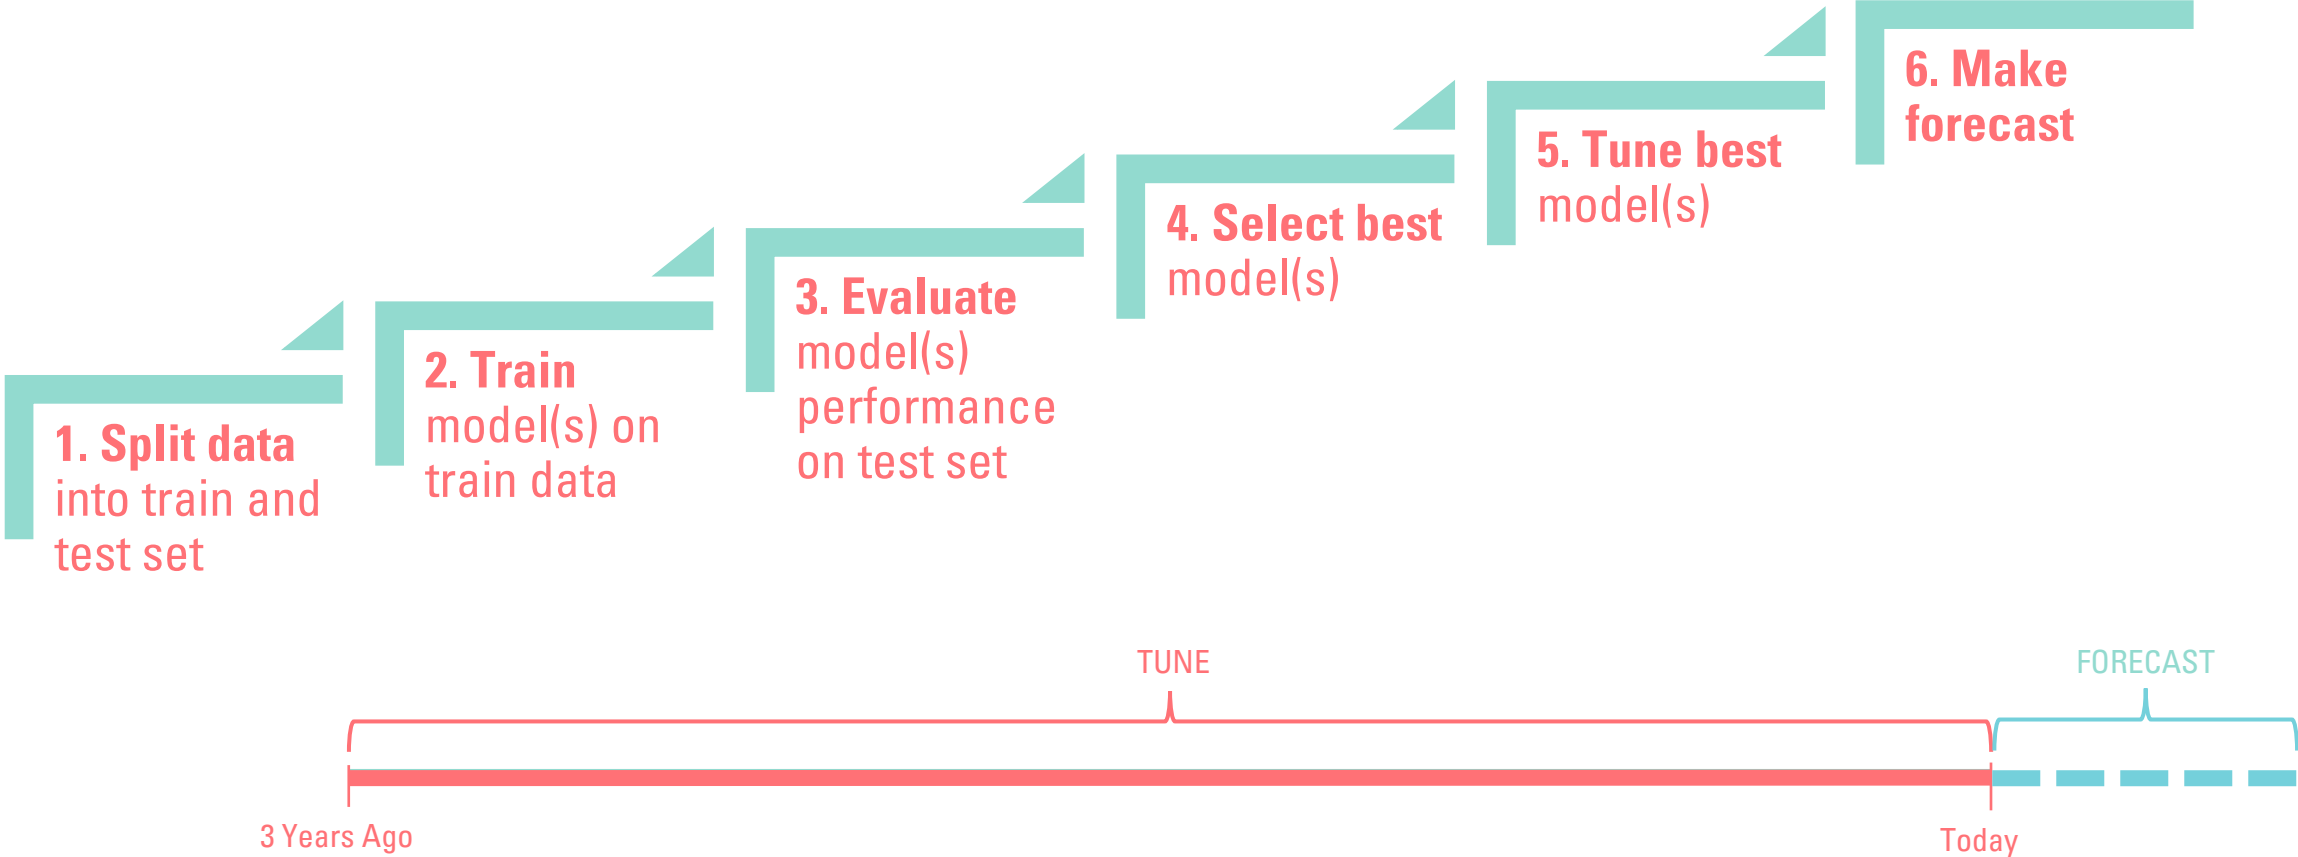 1. Split data
into train and
test set
2. Train
model(s) on
train data
3. Evaluate
model(s)
performance
on test set
4. Select best
model(s)
5. Tune best
model(s)
6. Make
forecast
TUNE
FORECAST
3 Years Ago
Today